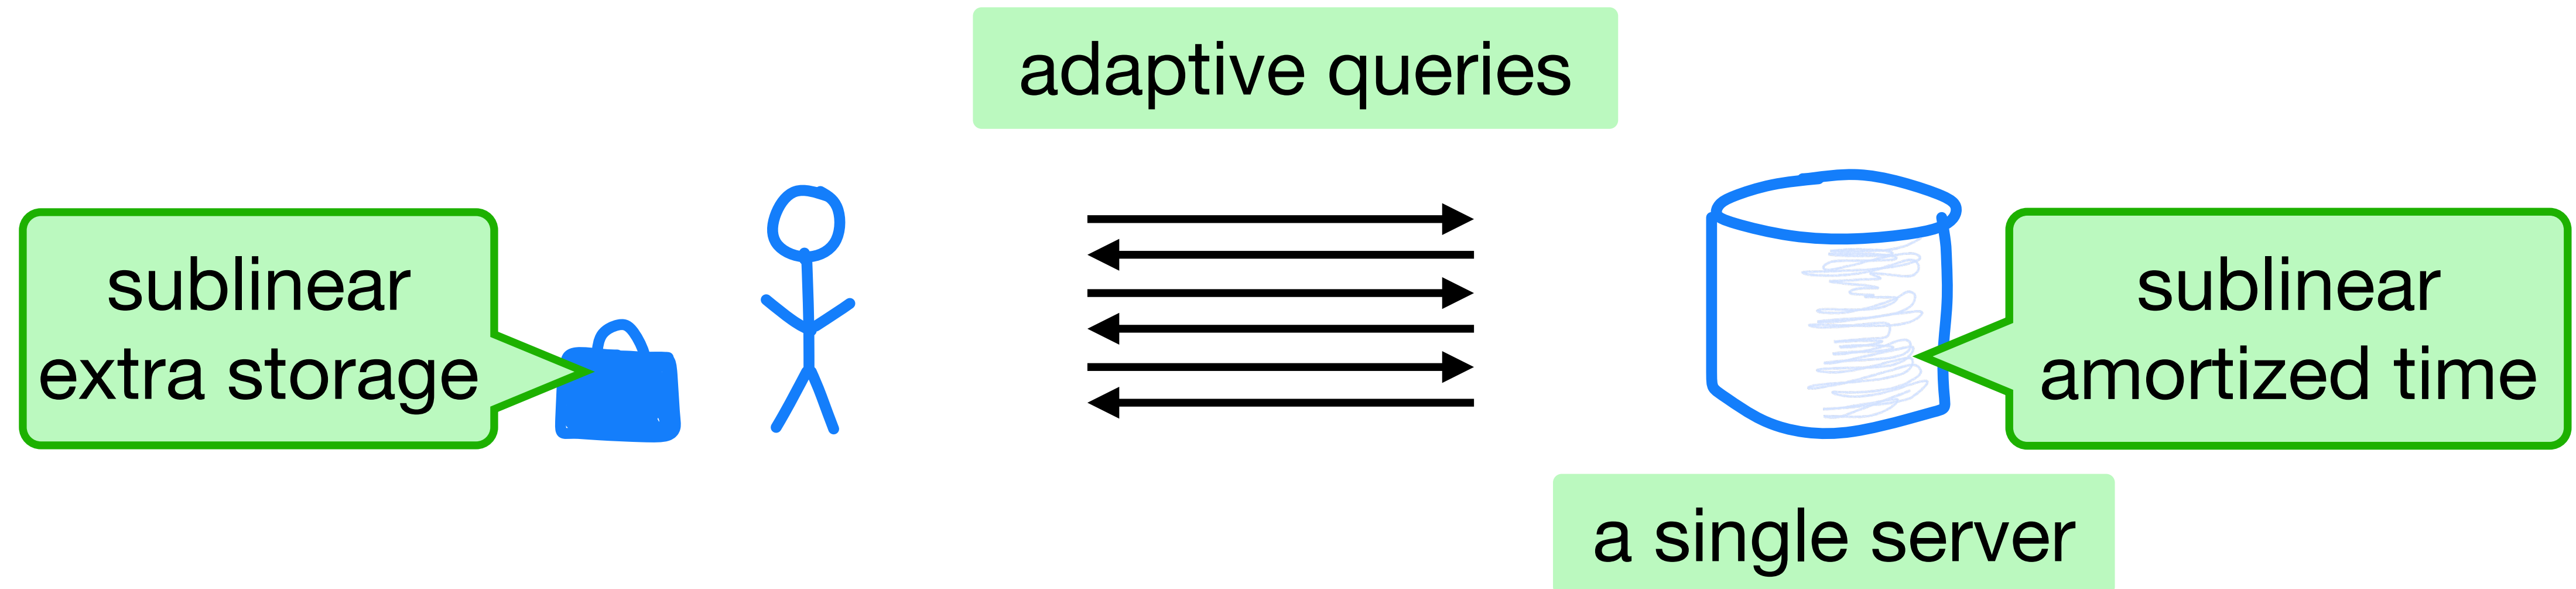 adaptive queries
sublinear
extra storage
sublinear
amortized time
a single server